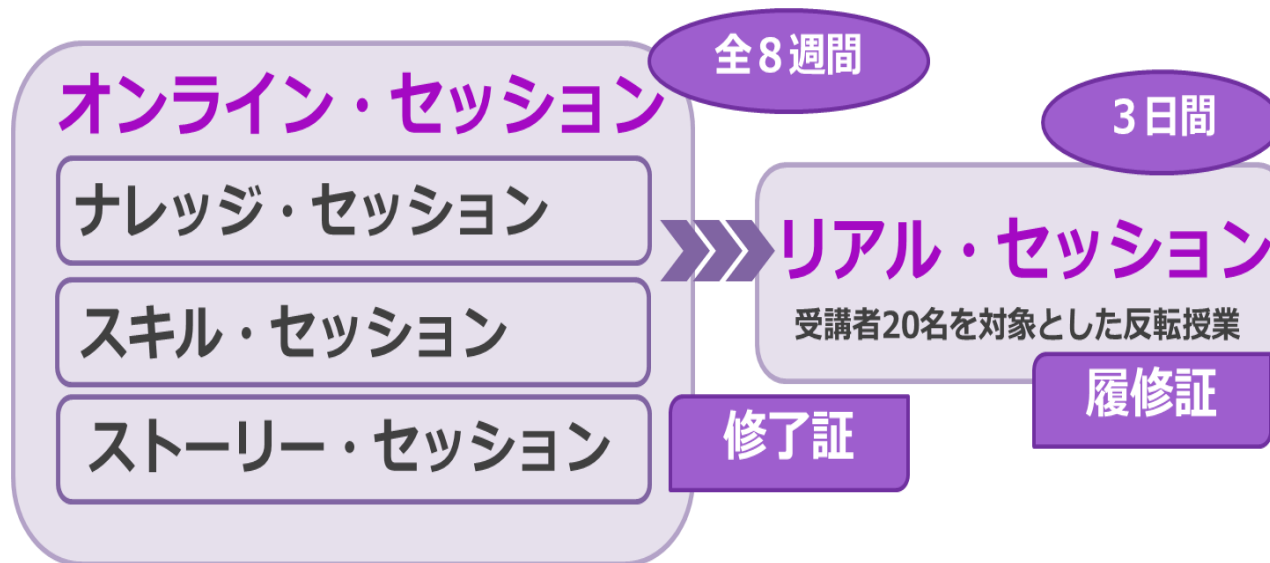 全８週間
オンライン・セッション
ナレッジ・セッション
スキル・セッション
ストーリー・セッション
修了証
３日間
リアル・セッション
受講者20名を対象とした反転授業
履修証